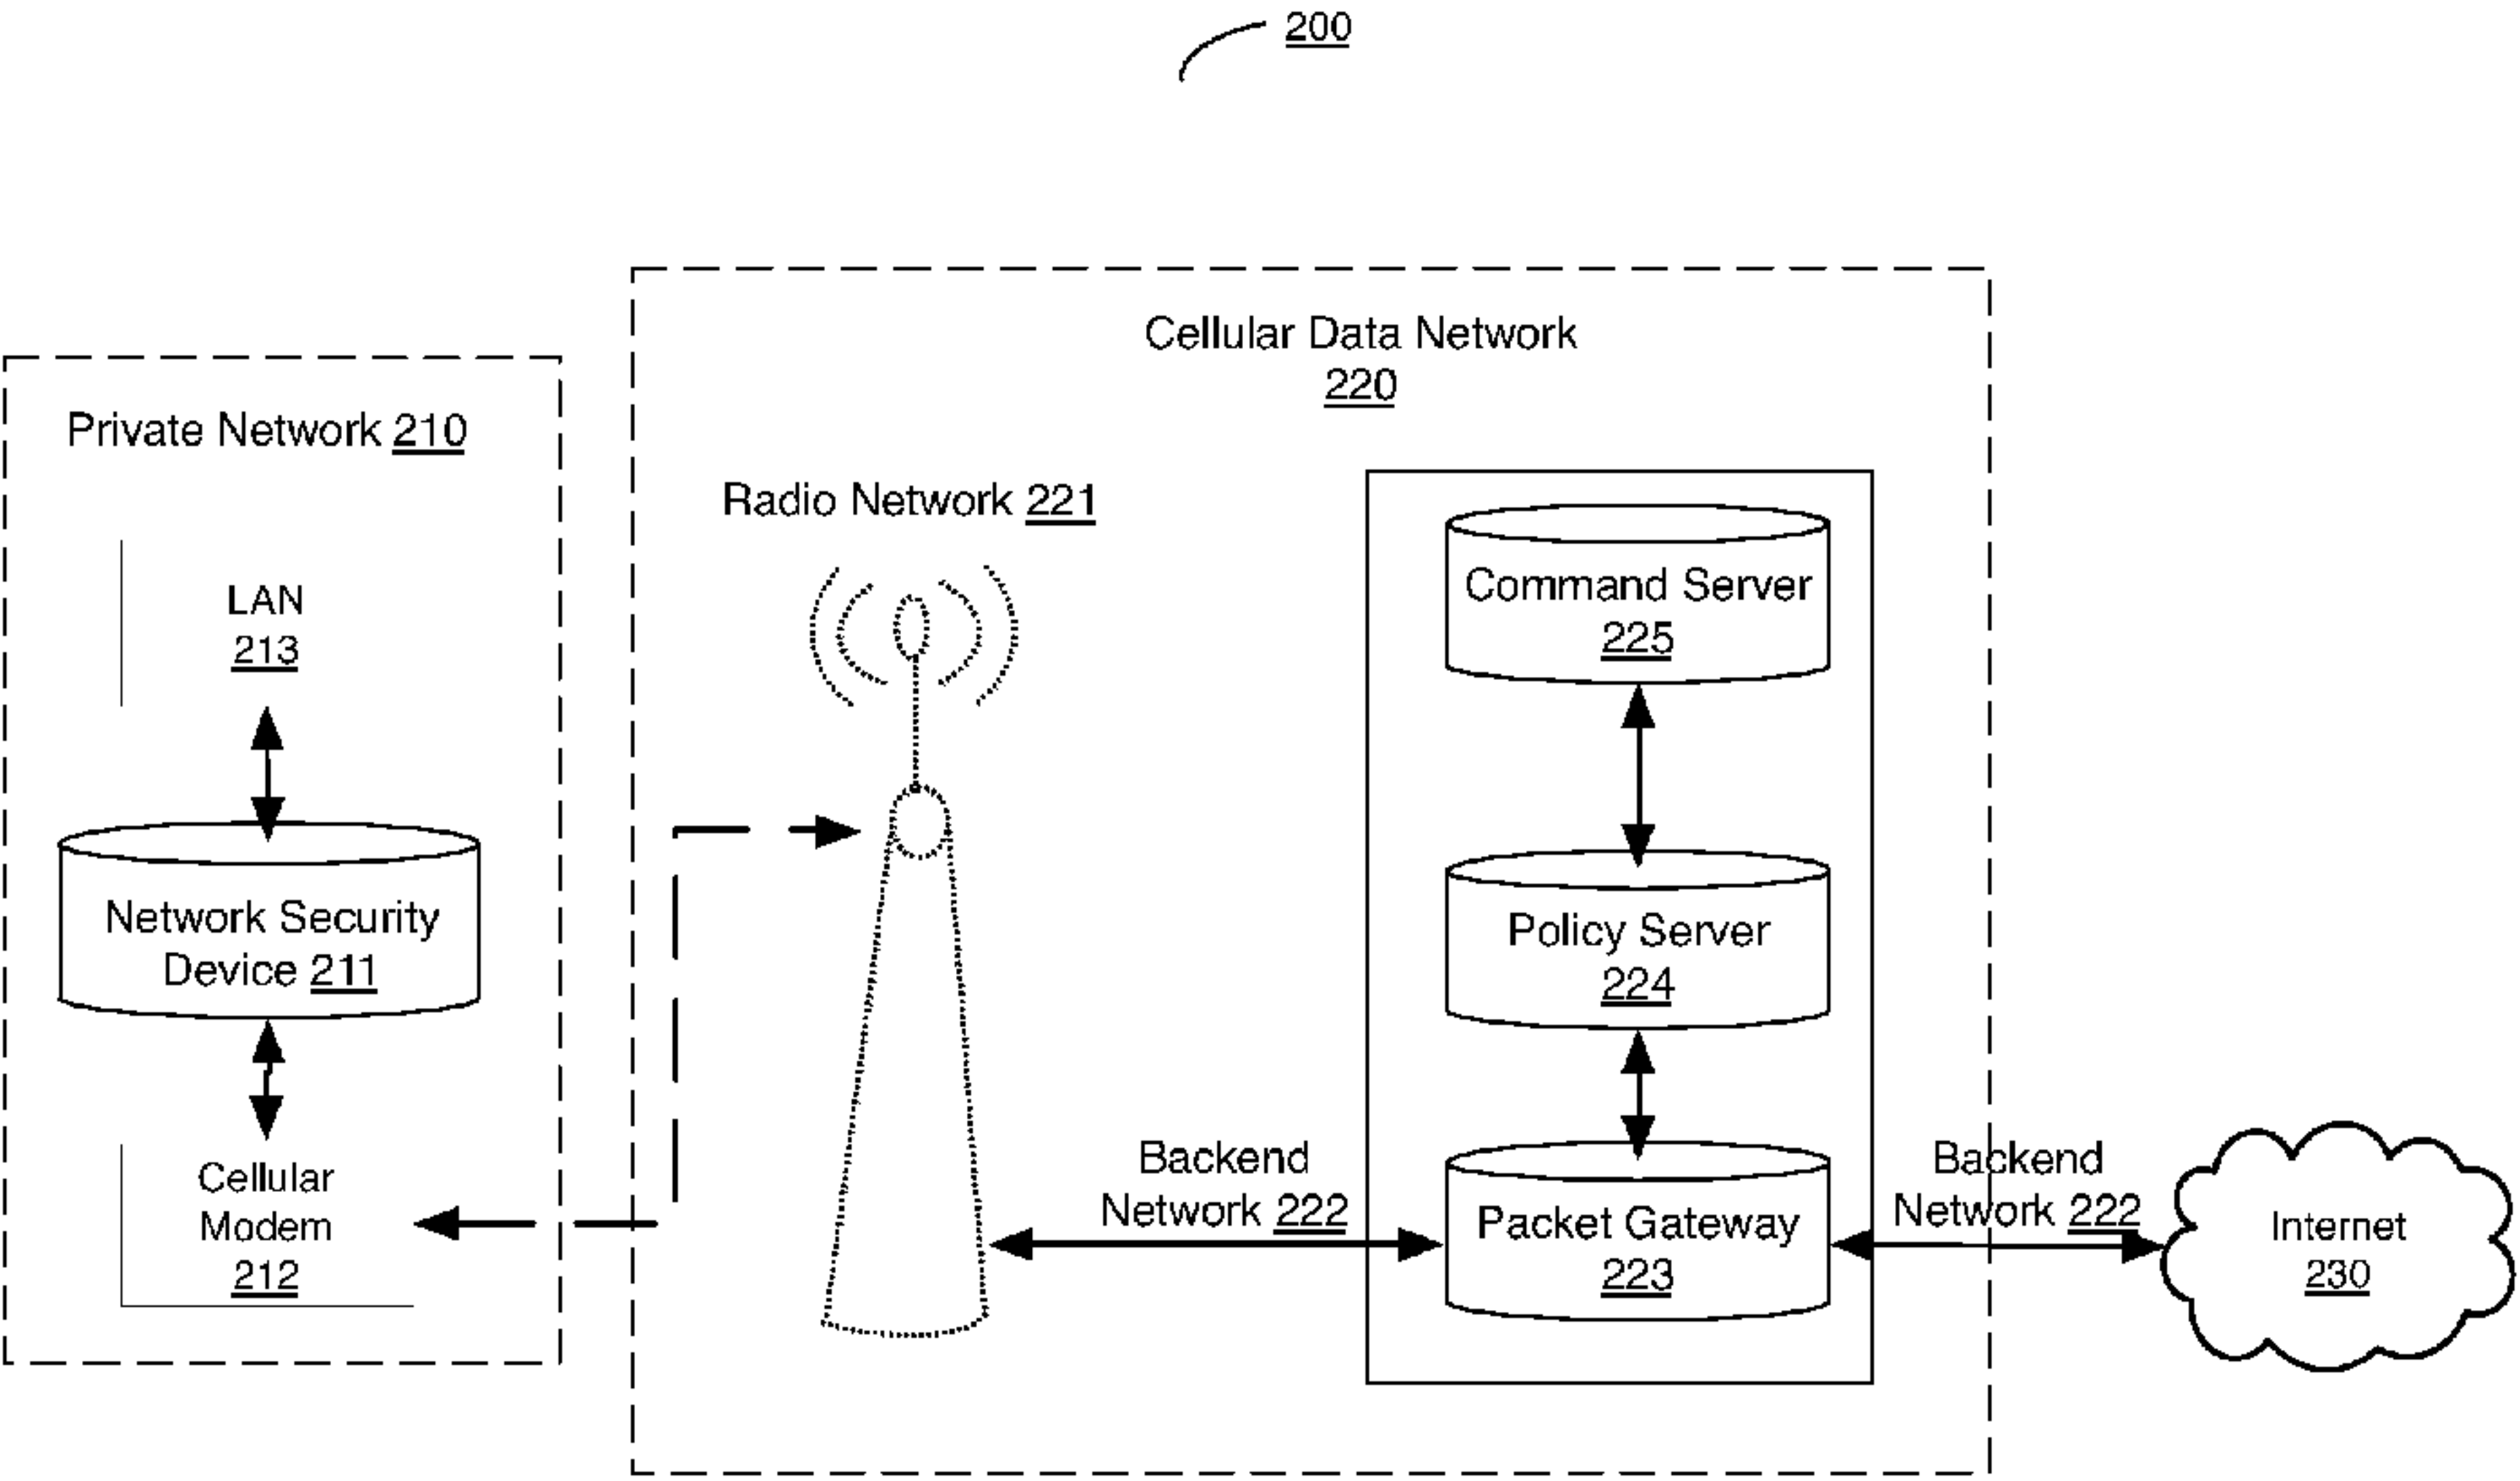 200
Cellular Data Network
220
Private Network 210
Radio Network 221
LAN
213
Command Server
225
Network Security
Device 211
Policy Server
224
Cellular
Modem
212
Backend
Network 222
Packet Gateway
223
Backend
Network 222
Internet
230